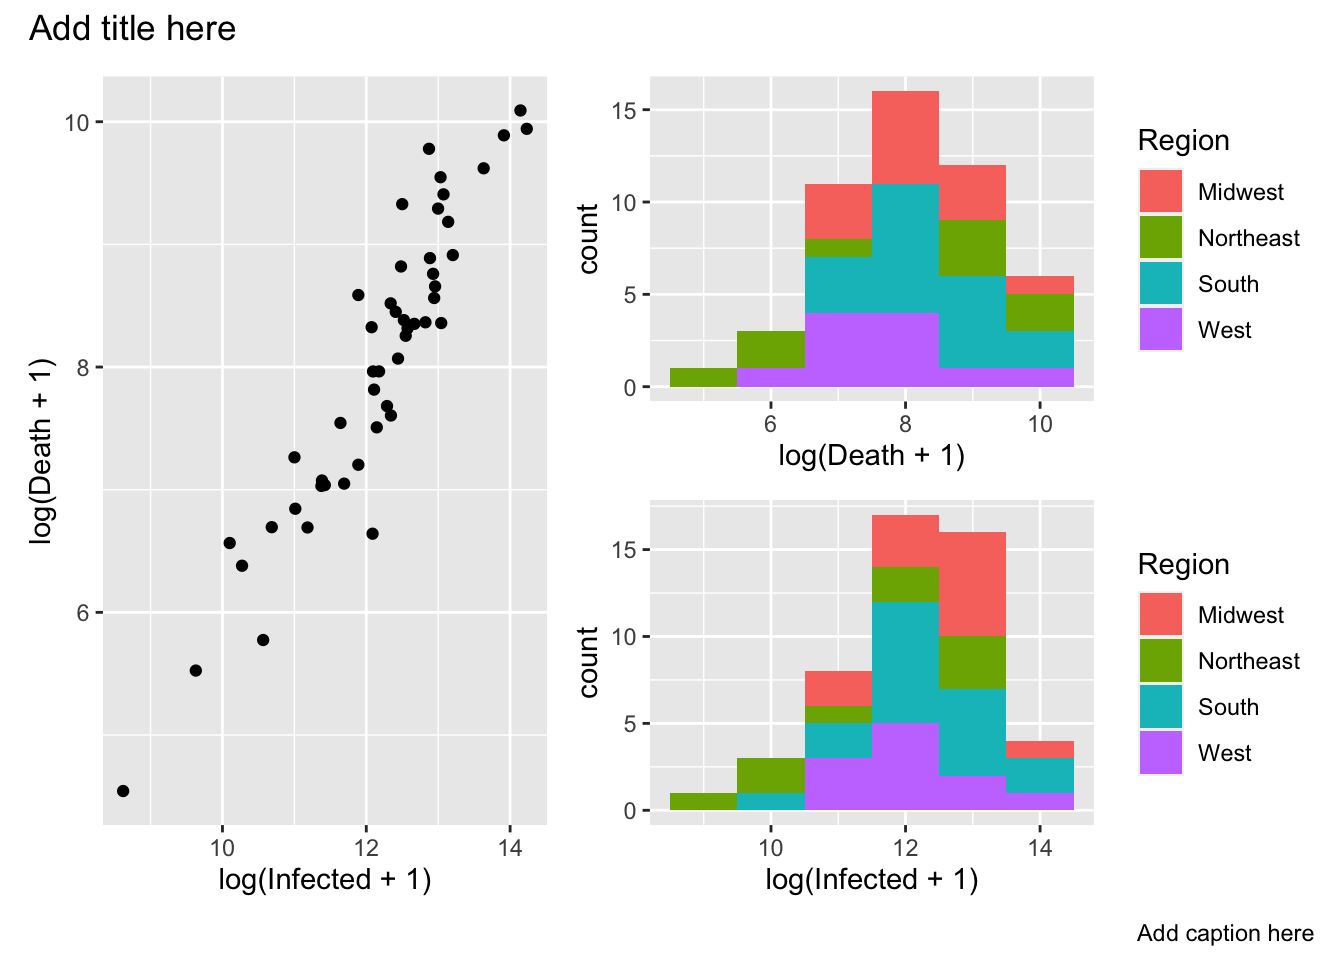 Add title here
10
8
6
log(Death + 1)
10 12 14
log(Infected + 1)
15
10
5
0
count
6 8 10
log(Death + 1)
Region
Midwest
Northeast
South
West
15
10
5
0
count
10 12 14
log(Infected + 1)
Region
Midwest
Northeast
South
West
Add caption here